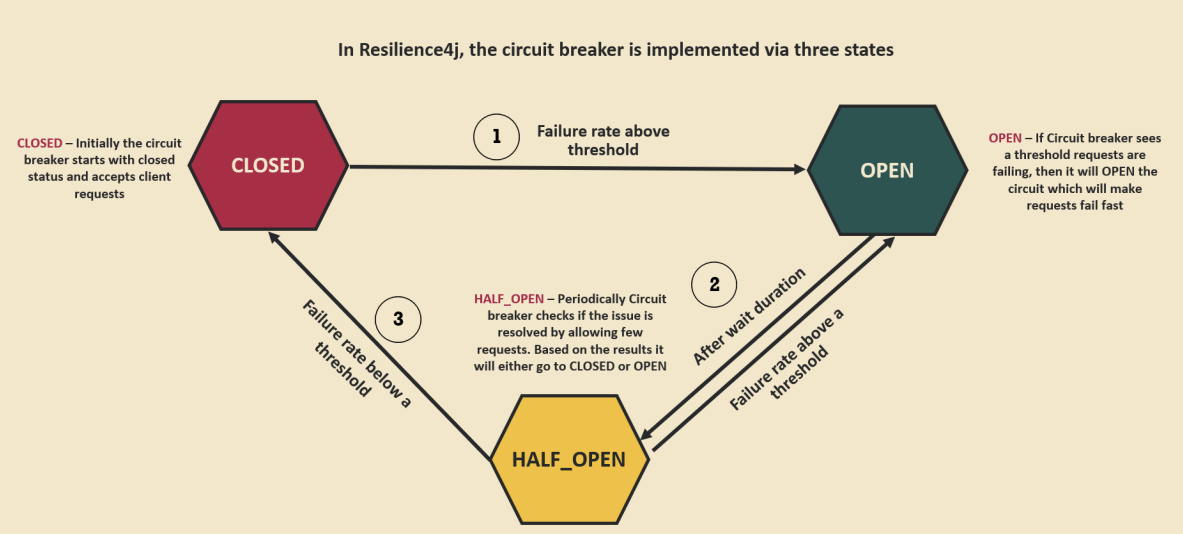 In Resilience4j, the circuit breaker is implemented via three states
CLOSED – Initially the circuit
breaker starts with closed
status and accepts client
requests
CLOSED
1
Failure rate above
threshold
OPEN
OPEN – If Circuit breaker sees
a threshold requests are
failing, then it will OPEN the
circuit which will make
requests fail fast
2
After wait duration
Failure rate above a
threshold
3
Failure rate below a
threshold
HALF_OPEN – Periodically Circuit
breaker checks if the issue is
resolved by allowing few
requests. Based on the results it
will either go to CLOSED or OPEN
HALF_OPEN